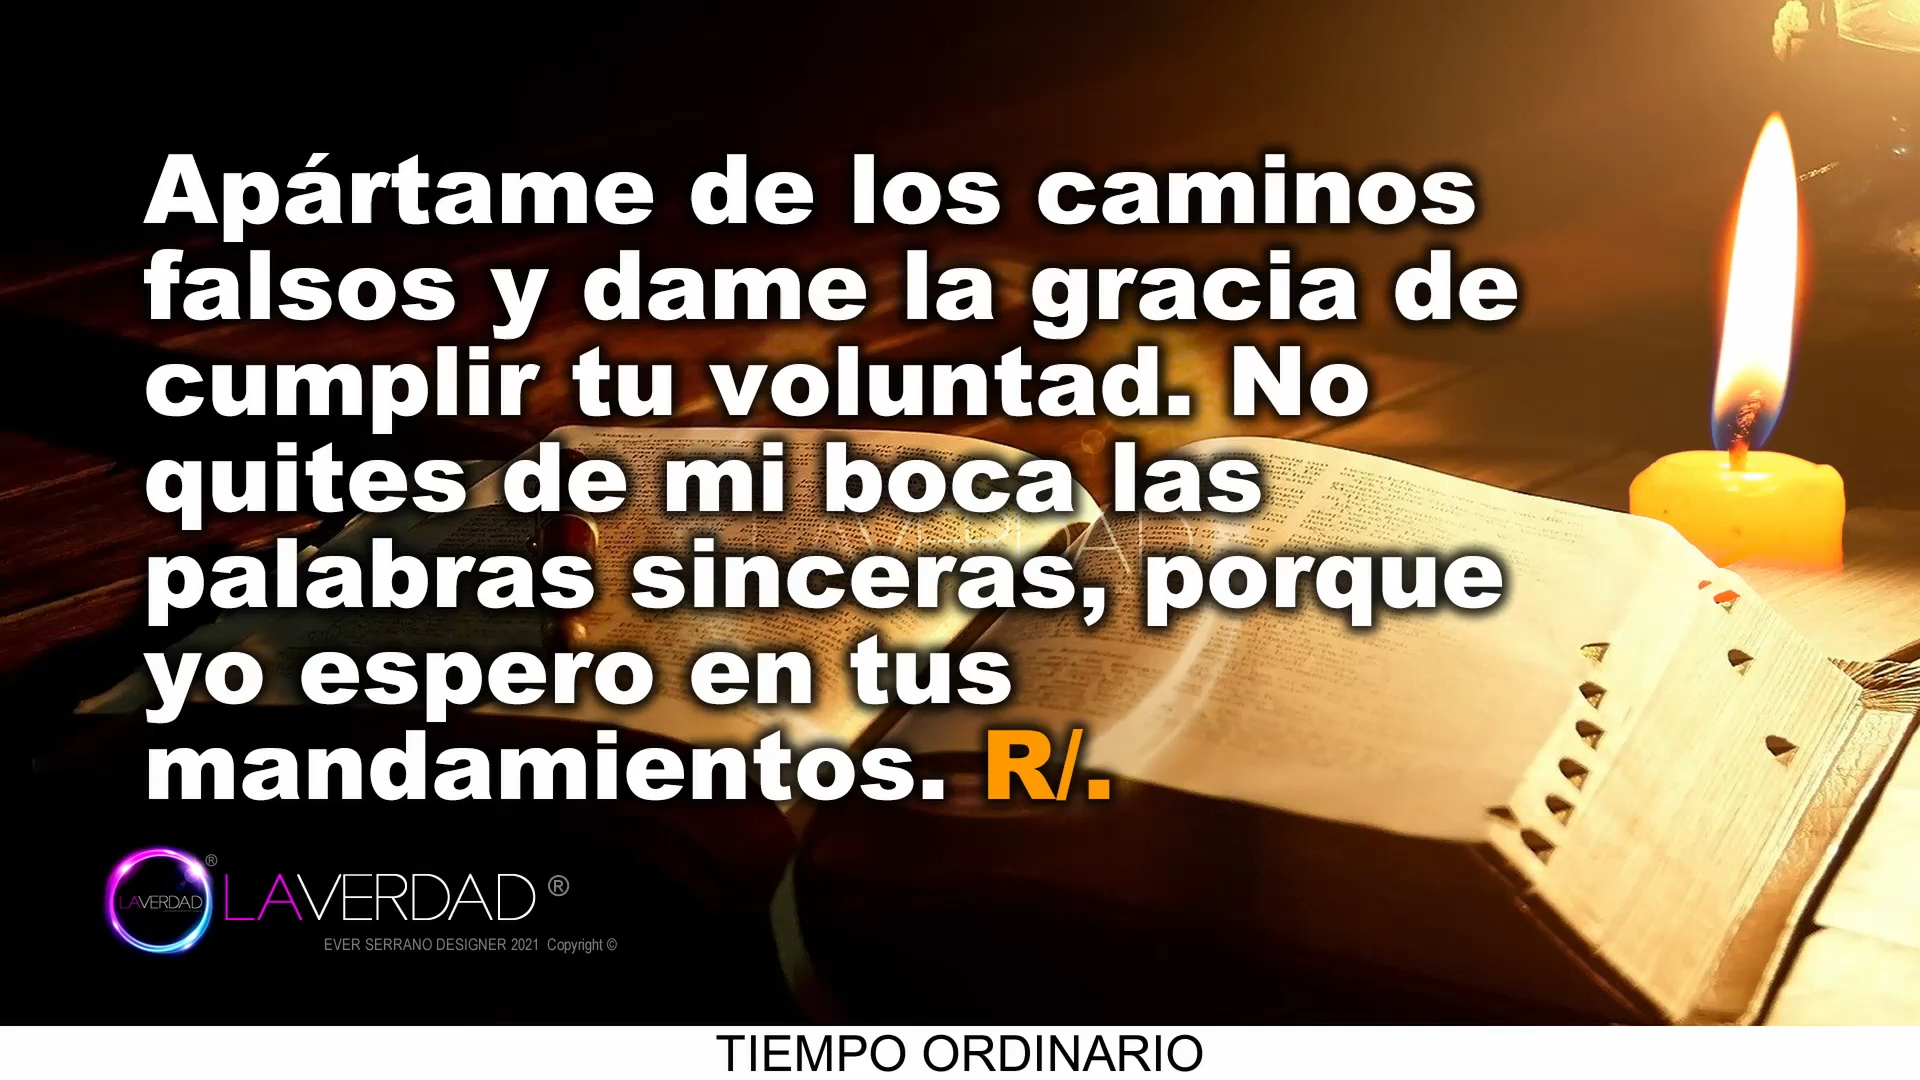 Apártame de los caminos
falsos y dame la gracia de
cumplir tu voluntad. No
quites de mi boca las
palabras sinceras, porque
yo espero en tus
mandamientos. R/.
LAVERDAD ®
LAVERDAD ®
EVER SERRANO DESIGNER 2021 Copyright ©
TIEMPO ORDINARIO